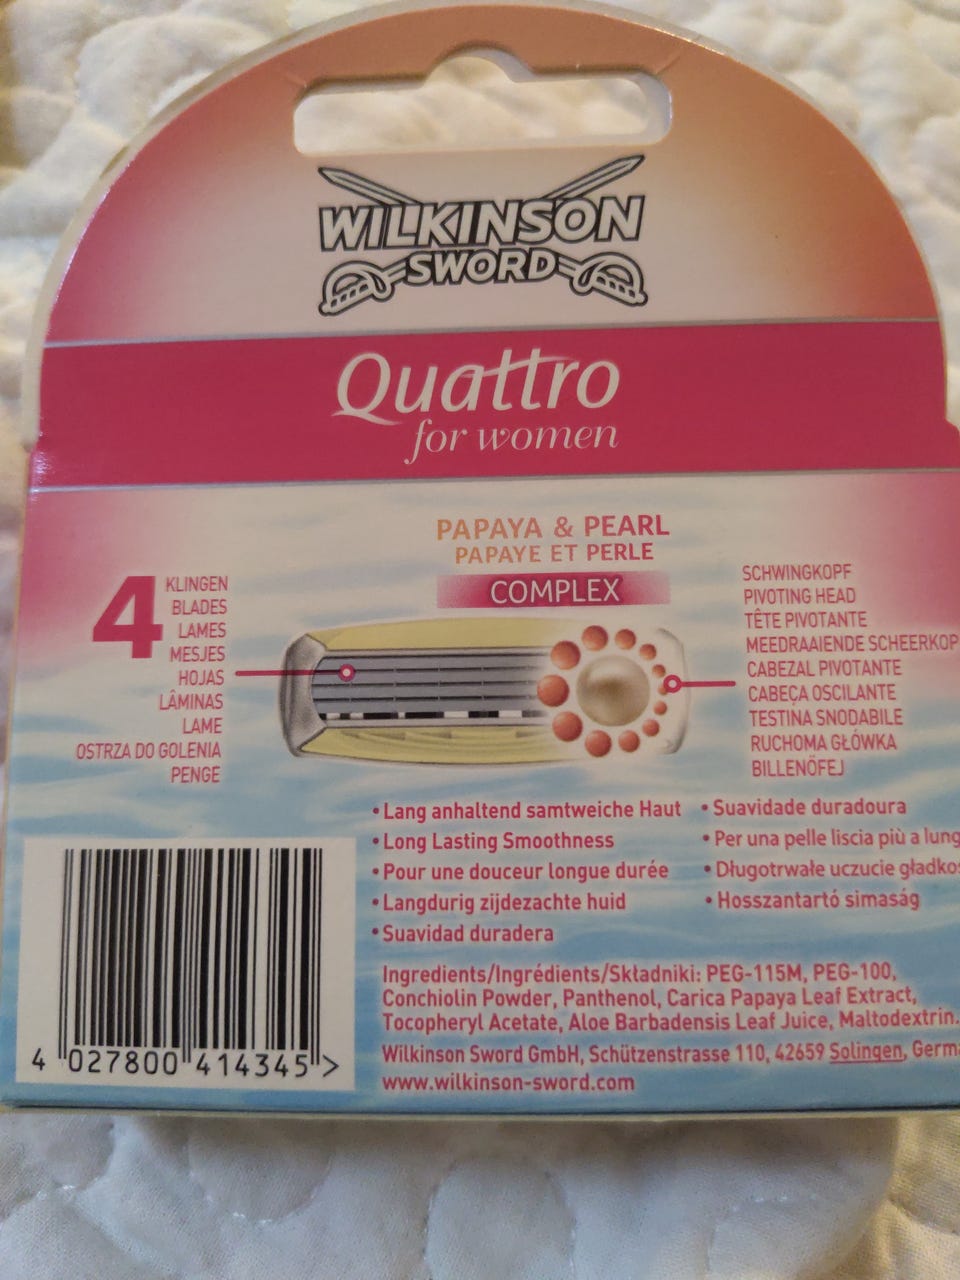 WILKINSON
SWORD
Quattro
for women
PAPAYA & PEARL
PAPAYE ET PERLE
COMPLEX
4
KLINGEN
BLADES
LAMES
MESJES
HOJAS
LÂMINAS
LAME
OSTRZA DO GOLENIA
PENGE
SCHWINGKOPF
PIVOTING HEAD
TÊTE PIVOTANTE
MEEDRAAIENDE SCHEERKOP
CABEZAL PIVOTANTE
CABEÇA OSCILANTE
TESTINA SNODABILE
RUCHOMA GŁÓWKA
BILLENŐFEJ
• Lang anhaltend samtweiche Haut
• Long Lasting Smoothness
• Pour une douceur longue durée
• Langdurig zijdezachte huid
• Suavidad duradera
• Suavidade duradoura
• Per una pelle liscia più a lung
• Długotrwałe uczucie gładkoś
• Hosszantartó simaság
Ingredients/Ingrédients/Składniki: PEG-115M, PEG-100,
Conchiolin Powder, Panthenol, Carica Papaya Leaf Extract,
Tocopheryl Acetate, Aloe Barbadensis Leaf Juice, Maltodextrin.
Wilkinson Sword GmbH, Schützenstrasse 110, 42659 Solingen, Germa
www.wilkinson-sword.com
4 027800 414345 >